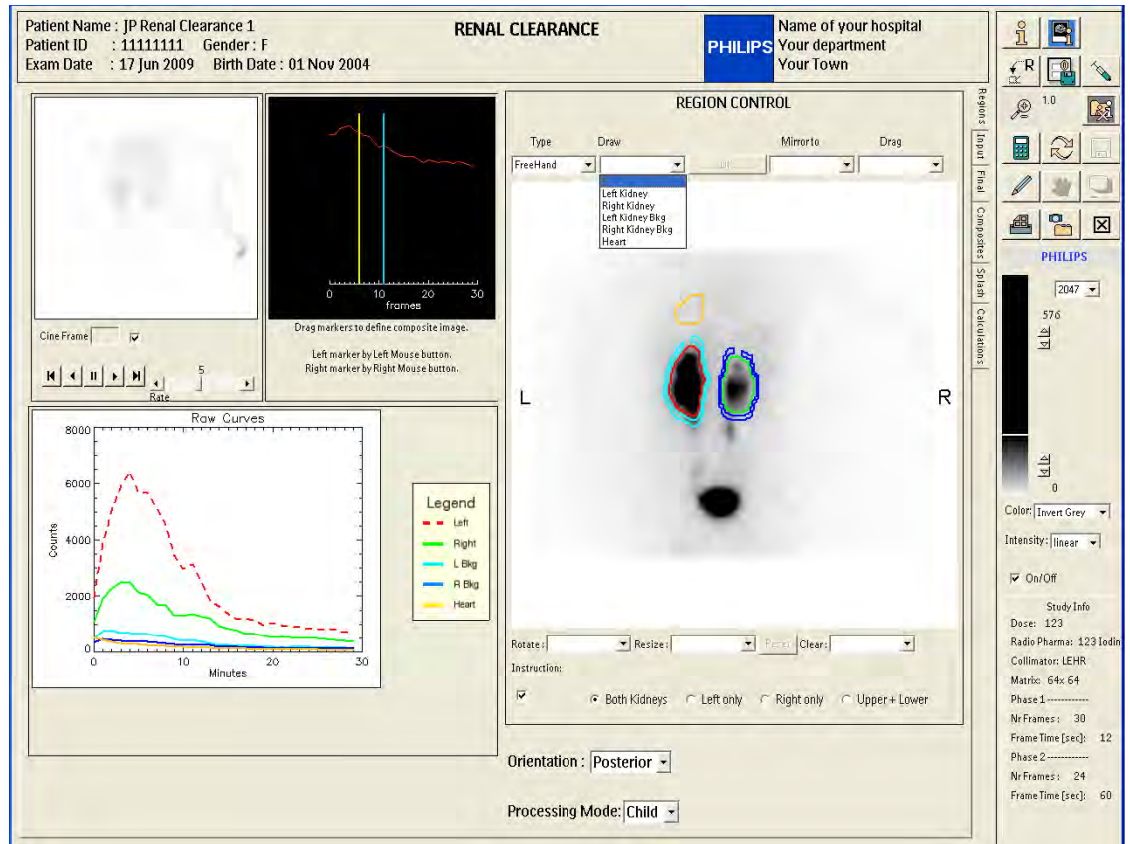 Patient Name : JP Renal Clearance 1
Patient ID : 11111111 Gender : F
Exam Date : 17 Jun 2009 Birth Date : 01 Nov 2004
RENAL CLEARANCE
PHILIPS
Name of your hospital
Your department
Your Town
Cine Frame
5
Rate
0 10 20 30
frames
Drag markers to define composite image.
Left marker by Left Mouse button.
Right marker by Right Mouse button.
Raw Curves
8000
6000
4000
2000
0
Counts
0 10 20 30
Minutes
Legend
Left
Right
L Bkg
R Bkg
Heart
REGION CONTROL
Type Draw Mirror to Drag
FreeHand
Left Kidney
Right Kidney
Left Kidney Bkg
Right Kidney Bkg
Heart
L
R
Rotate: Resize: Clear:
Instruction:
Both Kidneys Left only Right only Upper + Lower
Orientation : Posterior
Processing Mode: Child
Regions
Input
Final
Composites
Splash
Calculations
R
1.0
PHILIPS
2047
576
0
Color: Invert Grey
Intensity: linear
On/Off
Study Info
Dose: 123
Radio Pharma: 123 Iodin
Collimator: LEHR
Matrix: 64x 64
Phase 1 ------------
Nr Frames : 30
Frame Time [sec]: 12
Phase 2 ------------
Nr Frames : 24
Frame Time [sec]: 60